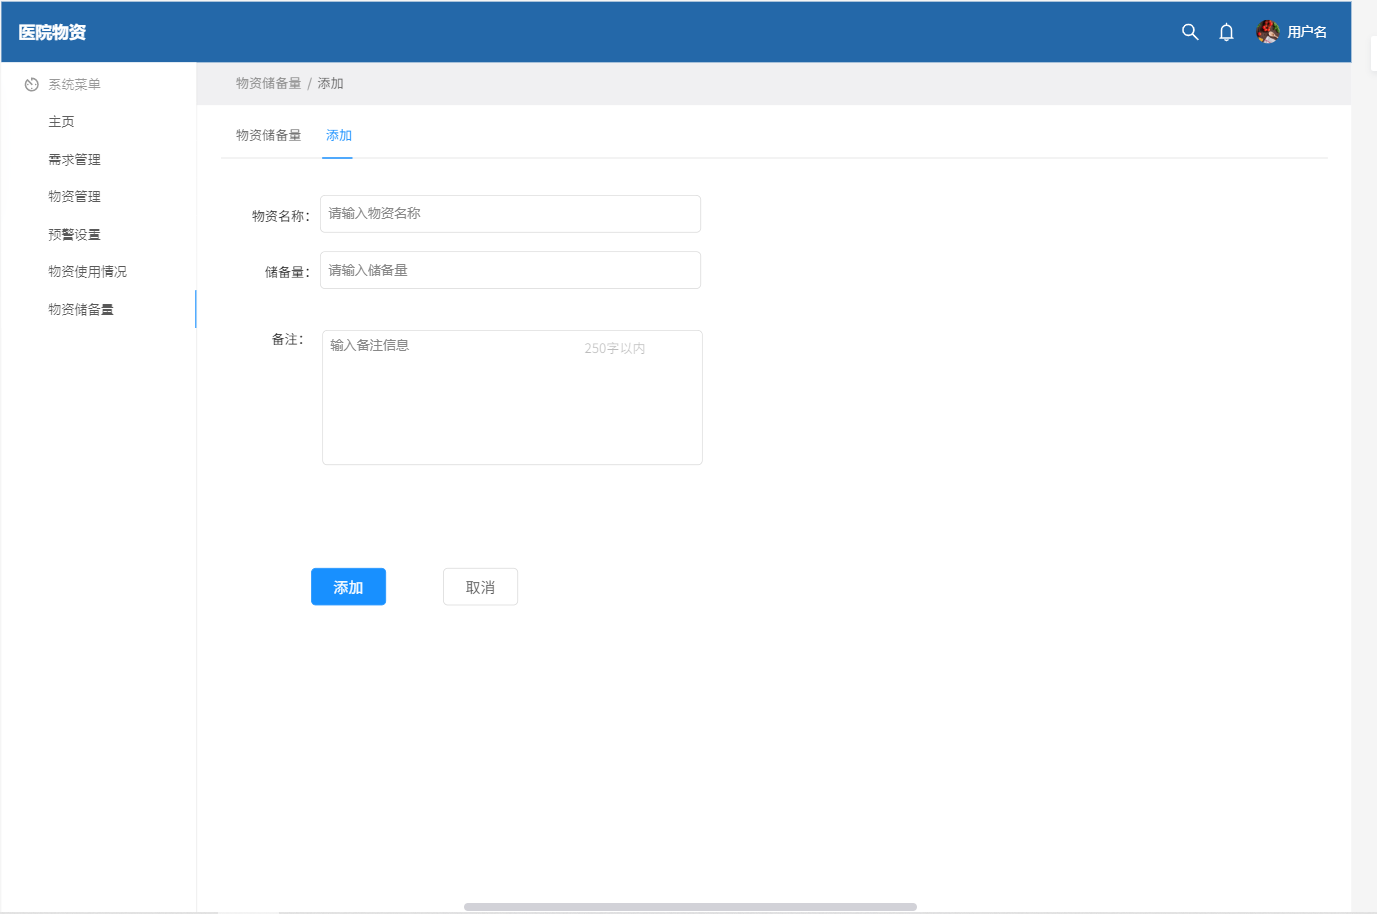 医院物资
用户名
系统菜单
主页
需求管理
物资管理
预警设置
物资使用情况
物资储备量
物资储备量 / 添加
物资储备量 添加
物资名称： 请输入物资名称
储备量： 请输入储备量
备注： 输入备注信息 250字以内
添加 取消